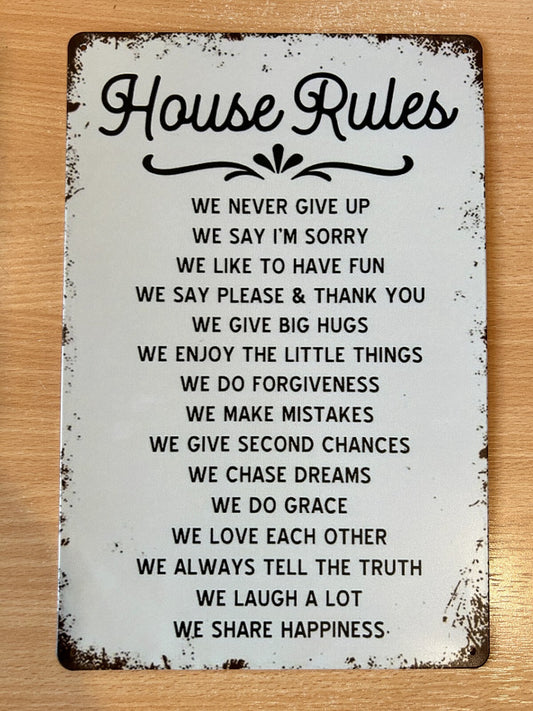 House Rules
WE NEVER GIVE UP
WE SAY I'M SORRY
WE LIKE TO HAVE FUN
WE SAY PLEASE & THANK YOU
WE GIVE BIG HUGS
WE ENJOY THE LITTLE THINGS
WE DO FORGIVENESS
WE MAKE MISTAKES
WE GIVE SECOND CHANCES
WE CHASE DREAMS
WE DO GRACE
WE LOVE EACH OTHER
WE ALWAYS TELL THE TRUTH
WE LAUGH A LOT
WE SHARE HAPPINESS